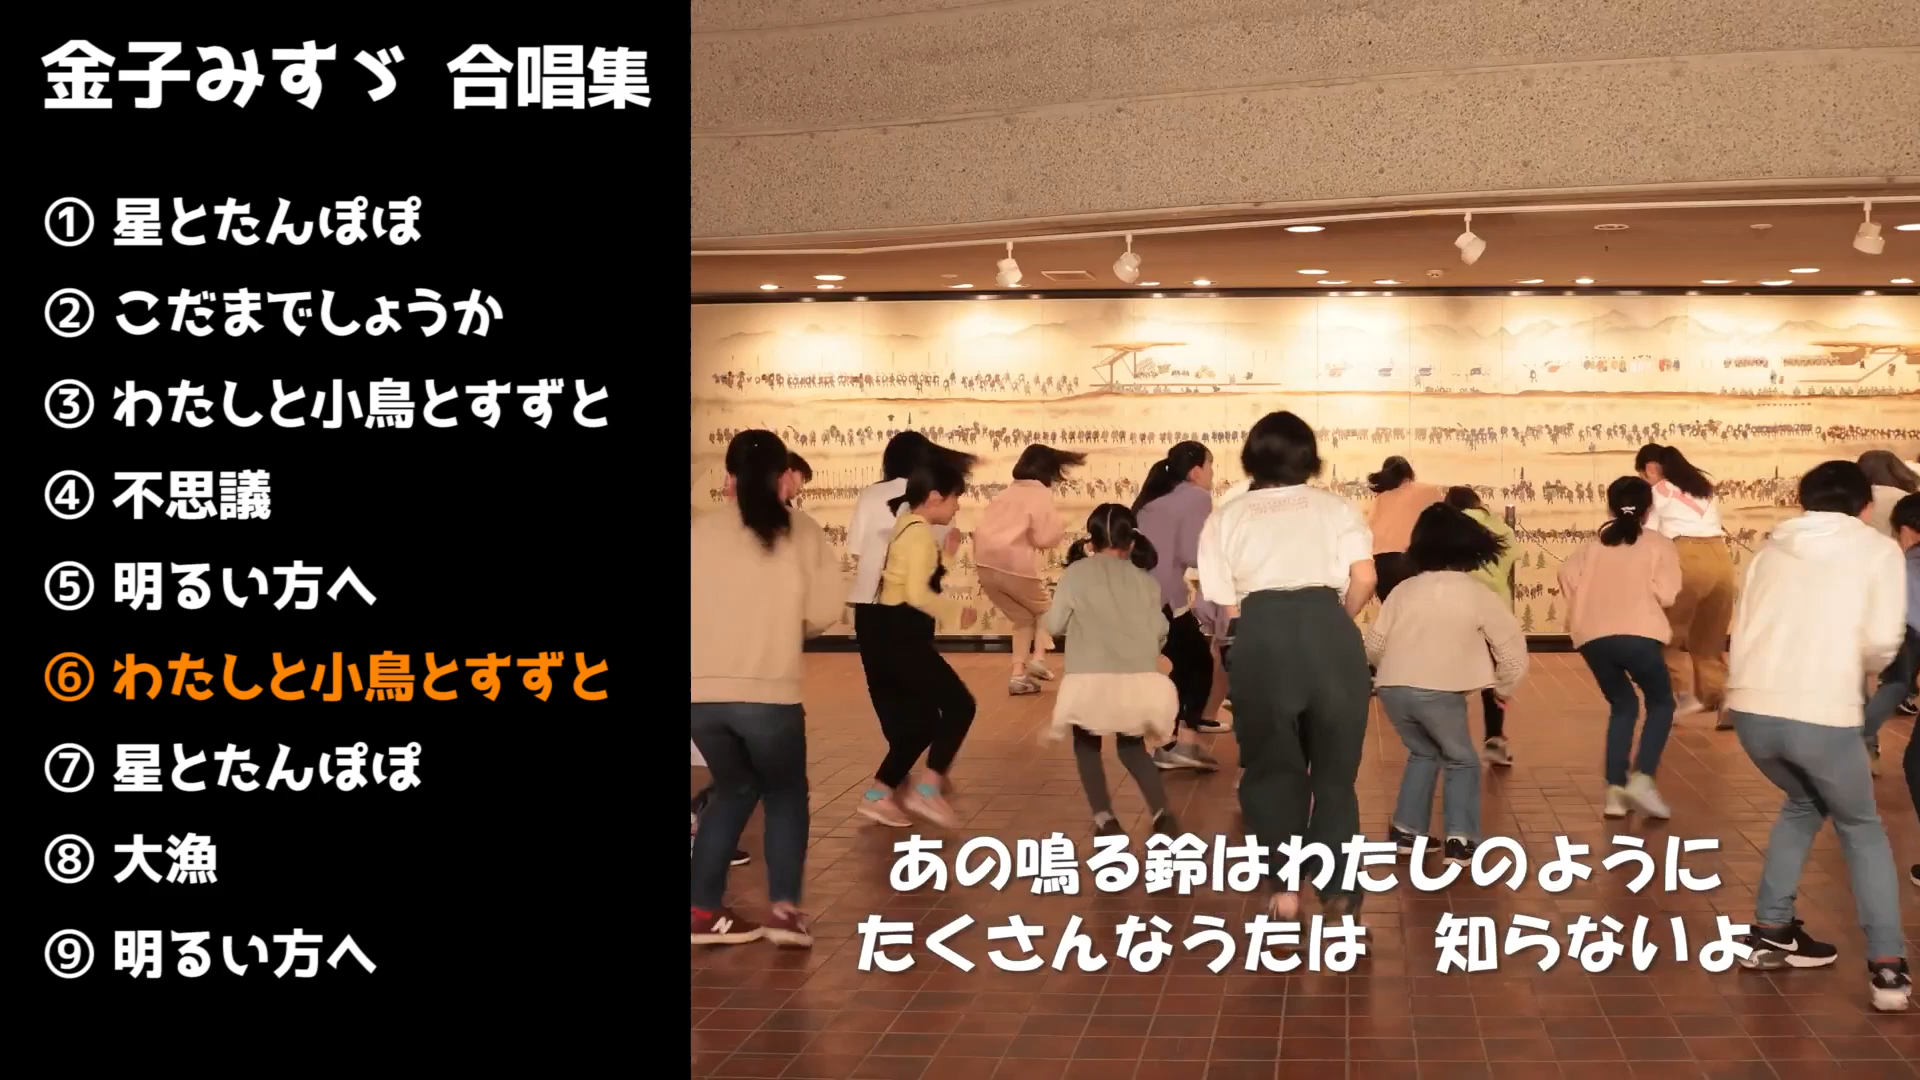 金子みすゞ 合唱集
① 星とたんぽぽ
② こだまでしょうか
③ わたしと小鳥とすずと
④ 不思議
⑤ 明るい方へ
⑥ わたしと小鳥とすずと
⑦ 星とたんぽぽ
⑧ 大漁
⑨ 明るい方へ
あの鳴る鈴はわたしのように
たくさんなうたは　知らないよ